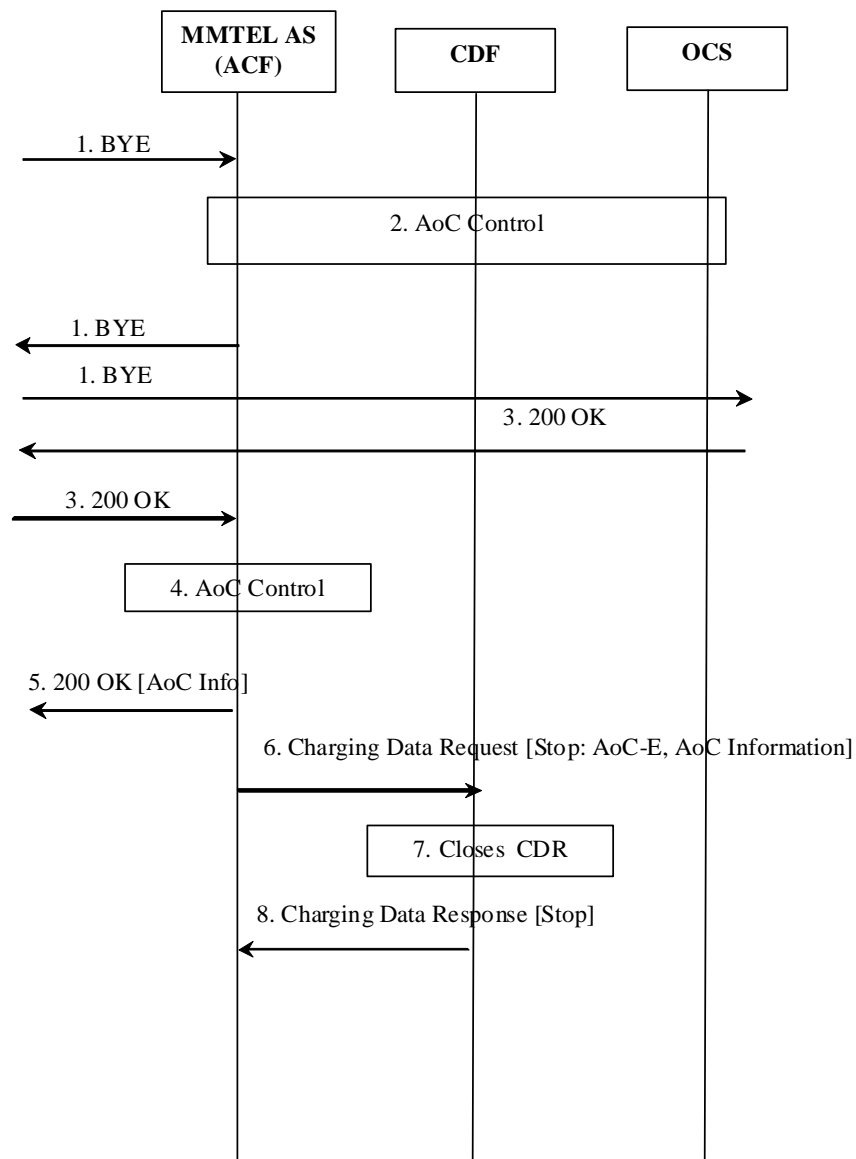 MMTEL AS
(ACF)
CDF
OCS
1. BYE
2. AoC Control
1. BYE
1. BYE
3. 200 OK
3. 200 OK
4. AoC Control
5. 200 OK [AoC Info]
6. Charging Data Request [Stop: AoC-E, AoC Information]
7. Closes CDR
8. Charging Data Response [Stop]